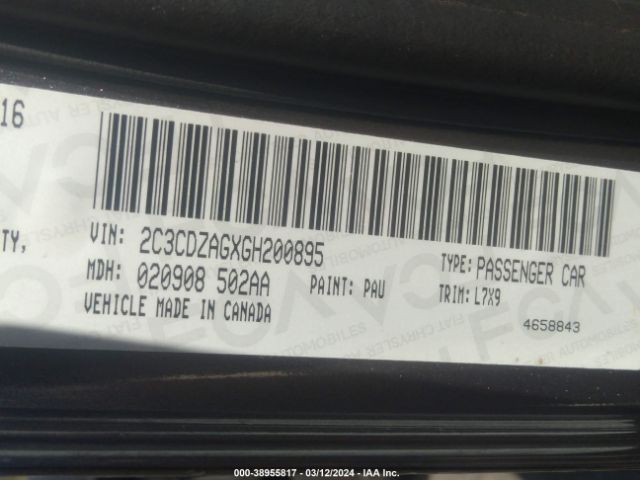 16
TY,
VIN: 2C3CDZAGXGH200895
MDH: 020908 502AA
PAINT: PAU
VEHICLE MADE IN CANADA
TYPE: PASSENGER CAR
TRIM: L7X9
4658843
000-38955817 - 03/12/2024 - IAA Inc.